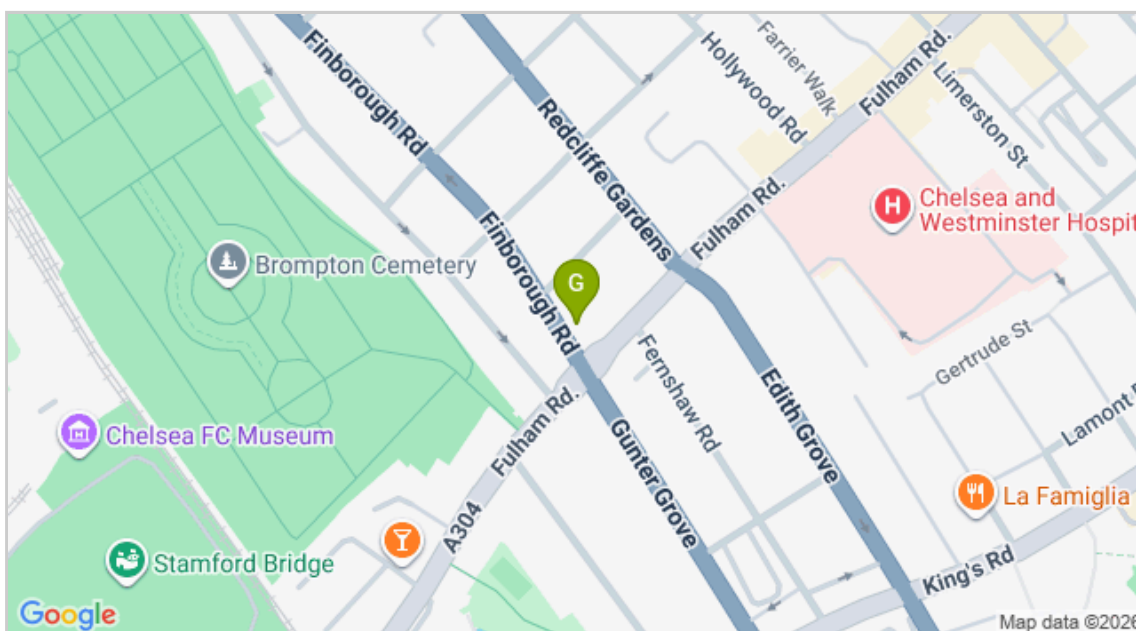 Finborough Rd
Redcliffe Gardens
Hollywood Rd
Farrier Walk
Fulham Rd.
Limerston St
Fulham Rd.
H
Chelsea and
Westminster Hospit
Brompton Cemetery
Finborough Rd
G
Gertrude St
Fernshaw Rd
Edith Grove
Lamont
Chelsea FC Museum
Fulham Rd.
Gunter Grove
La Famiglia
A304
Stamford Bridge
King's Rd
Google
Map data ©2026